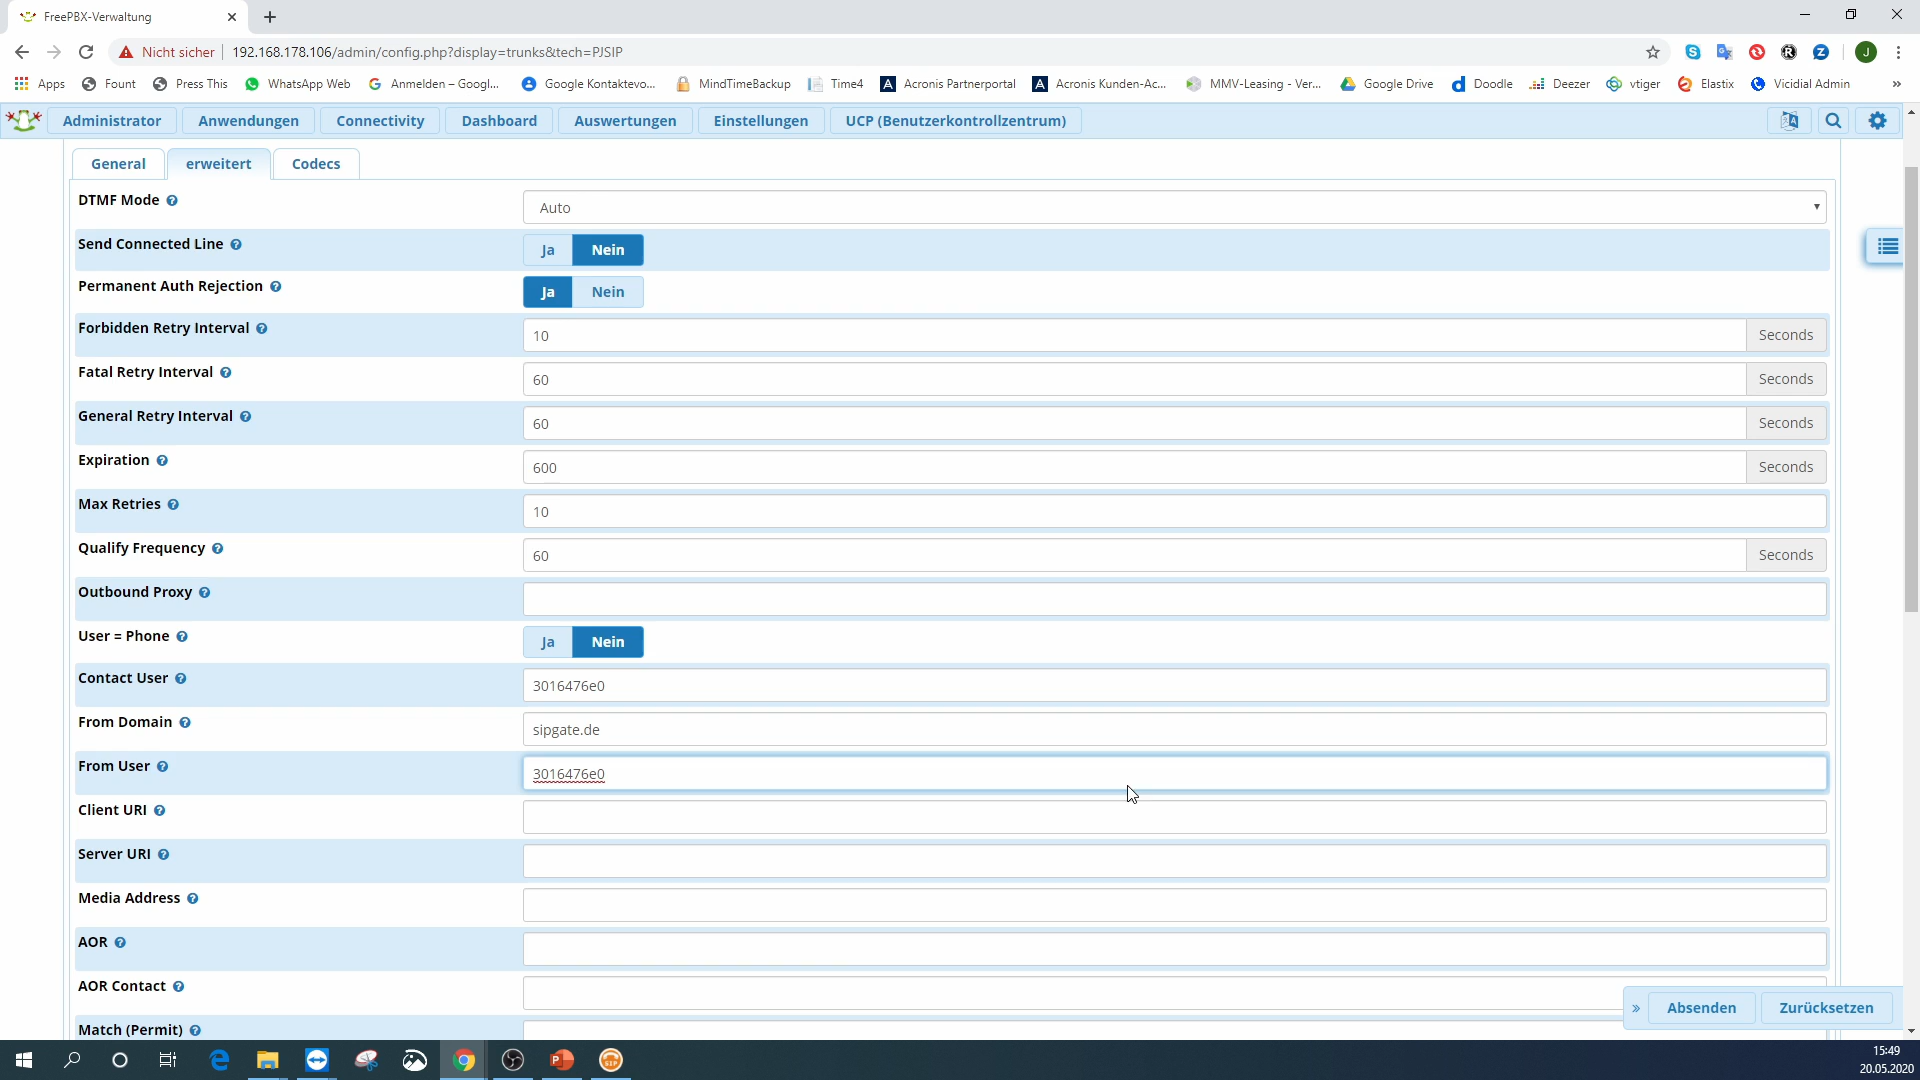 FreePBX-Verwaltung
Nicht sicher 192.168.178.106/admin/config.php?display=trunks&tech=PJSIP
J
Apps Fount Press This WhatsApp Web Anmelden – Googl... Google Kontaktevo... MindTimeBackup Time4 Acronis Partnerportal Acronis Kunden-Ac... MMV-Leasing - Ver... Google Drive Doodle Deezer vtiger Elastix Vicidial Admin »
Administrator Anwendungen Connectivity Dashboard Auswertungen Einstellungen UCP (Benutzerkontrollzentrum)
General erweitert Codecs
DTMF Mode Auto
Send Connected Line Ja Nein
Permanent Auth Rejection Ja Nein
Forbidden Retry Interval 10 Seconds
Fatal Retry Interval 60 Seconds
General Retry Interval 60 Seconds
Expiration 600 Seconds
Max Retries 10
Qualify Frequency 60 Seconds
Outbound Proxy
User = Phone Ja Nein
Contact User 3016476e0
From Domain sipgate.de
From User 3016476e0
Client URI
Server URI
Media Address
AOR
AOR Contact
» Absenden Zurücksetzen
Match (Permit)
15:49
20.05.2020